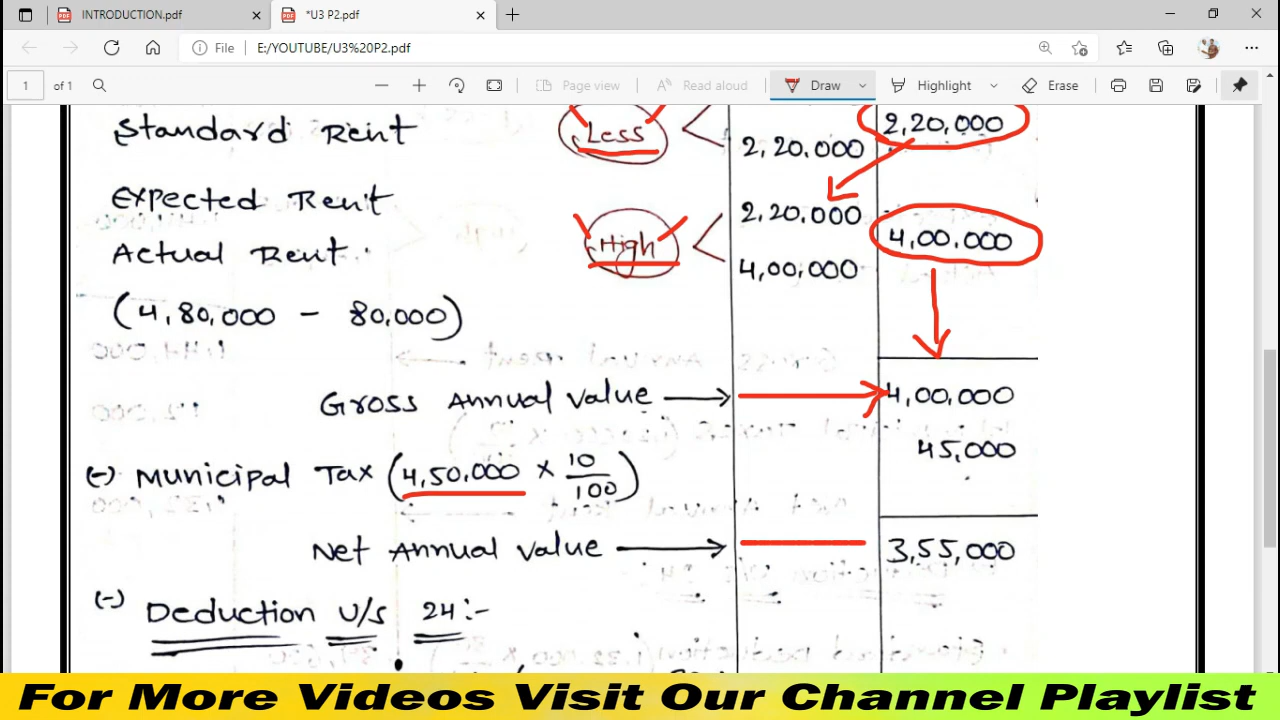 INTRODUCTION.pdf
*U3 P2.pdf
File
E:/YOUTUBE/U3%20P2.pdf
1 of 1
Page view
Read aloud
Draw
Highlight
Erase
Standard Rent Less 2,20,000 2,20,000
Expected Rent 2,20,000
Actual Rent High 4,00,000 4,00,000
(4,80,000 - 80,000)
Gross Annual Value → 4,00,000
(-) Municipal Tax (4,50,000 × 10/100) 45,000
Net Annual Value → 3,55,000
(-) Deduction U/s 24:-
For More Videos Visit Our Channel Playlist